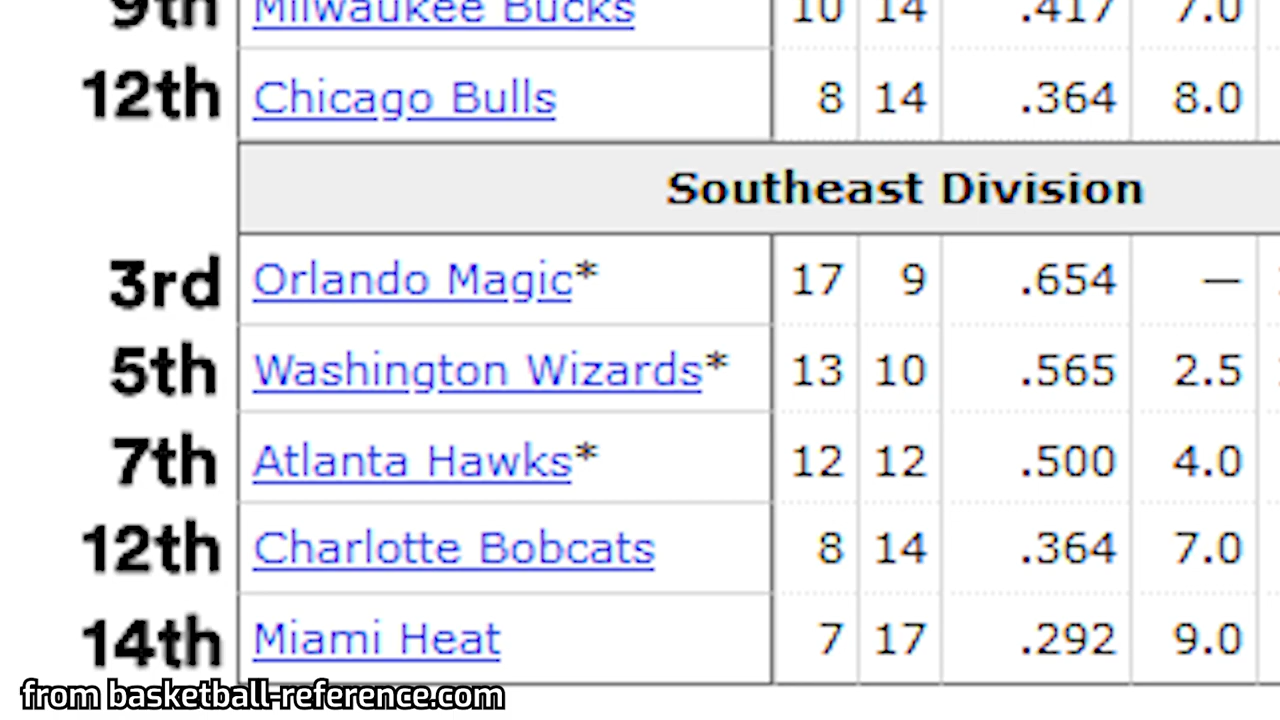 9th Milwaukee Bucks 10 14 .417 7.0
12th Chicago Bulls 8 14 .364 8.0
Southeast Division
3rd Orlando Magic* 17 9 .654 —
5th Washington Wizards* 13 10 .565 2.5
7th Atlanta Hawks* 12 12 .500 4.0
12th Charlotte Bobcats 8 14 .364 7.0
14th Miami Heat 7 17 .292 9.0
from basketball-reference.com